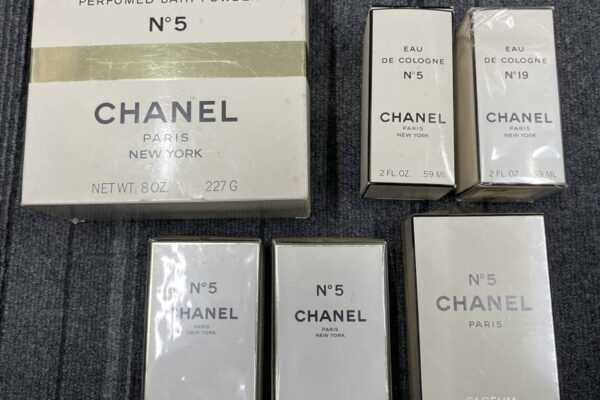 PERFUMED BATH POWDER
N°5
CHANEL
PARIS
NEW YORK
NET WT. 8 OZ. 227 G
EAU
DE COLOGNE
N°5
CHANEL
PARIS
NEW YORK
2 FL. OZ. 59 ML
EAU
DE COLOGNE
N°19
CHANEL
PARIS
NEW YORK
2 FL. OZ. 59 ML
N°5
CHANEL
PARIS
NEW YORK
N°5
CHANEL
PARIS
NEW YORK
N°5
CHANEL
PARIS
PARFUM